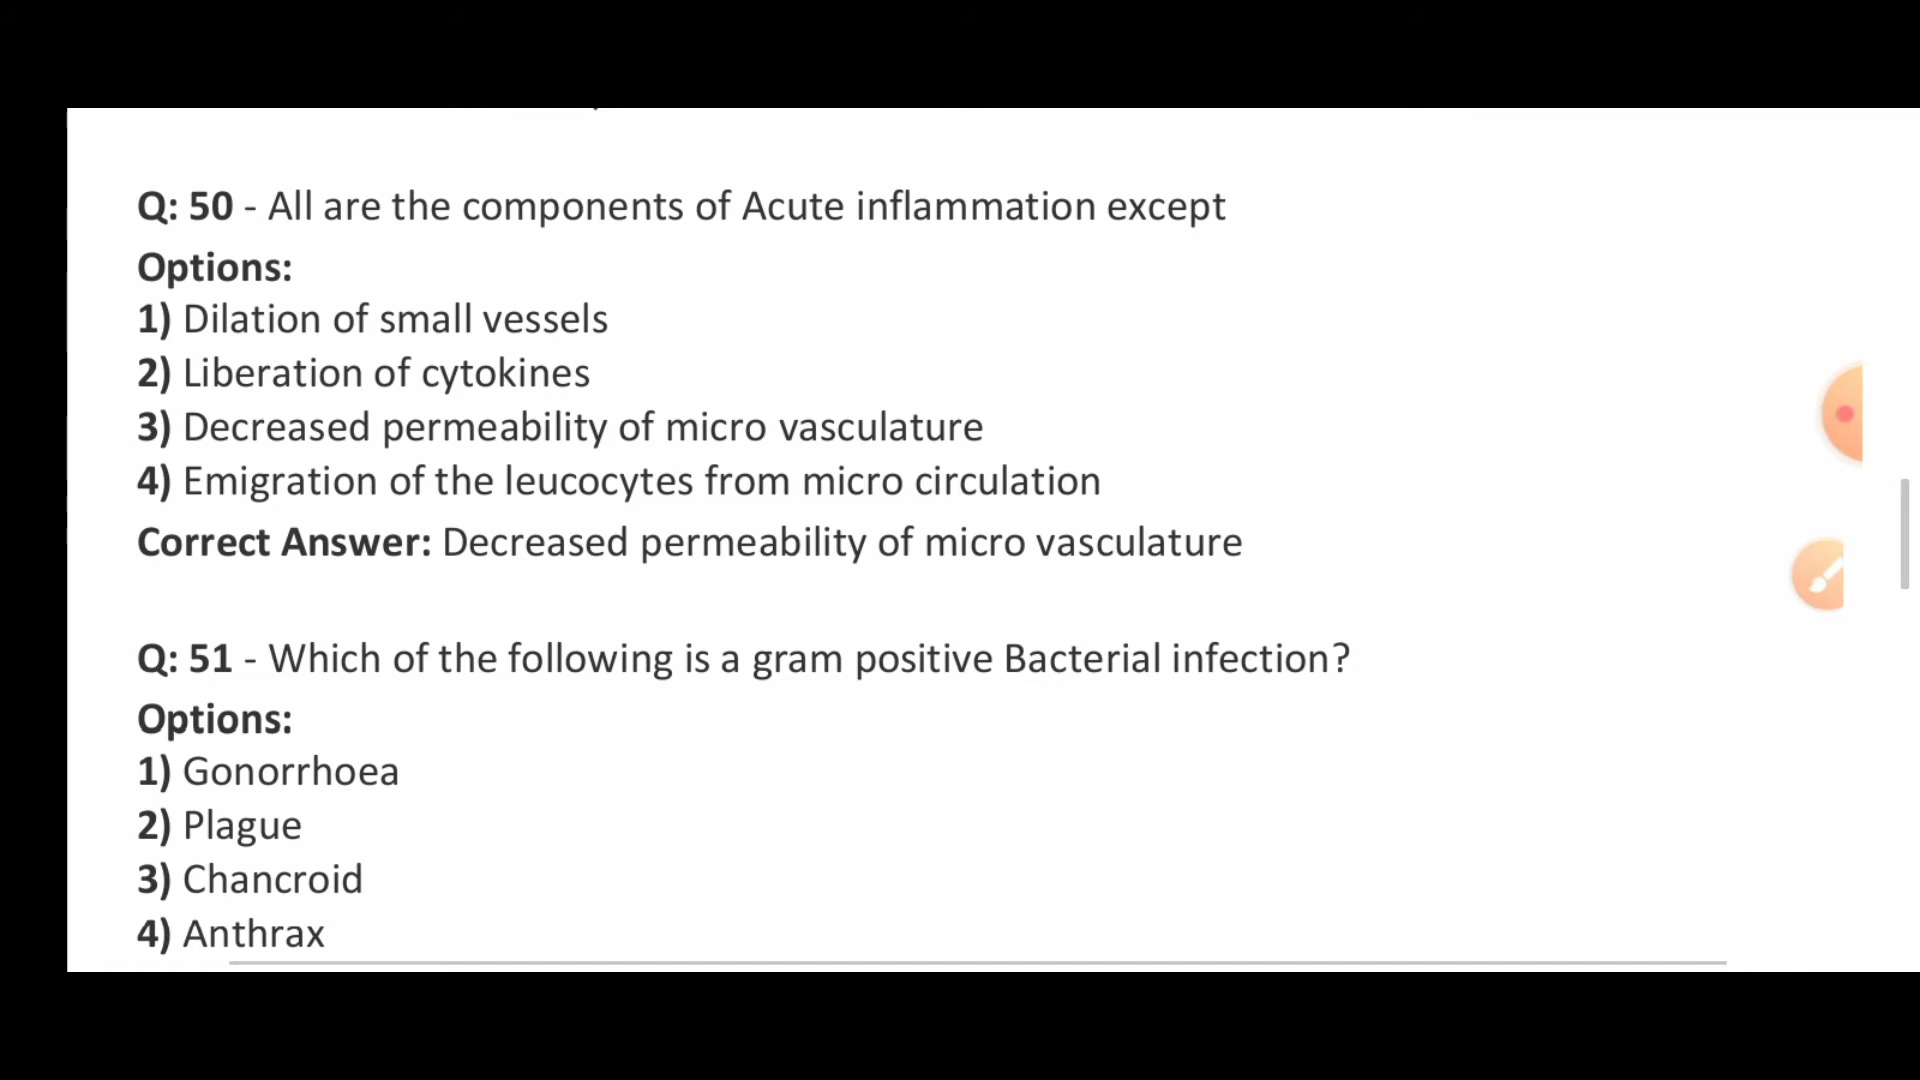 Q: 50 - All are the components of Acute inflammation except
Options:
1) Dilation of small vessels
2) Liberation of cytokines
3) Decreased permeability of micro vasculature
4) Emigration of the leucocytes from micro circulation
Correct Answer: Decreased permeability of micro vasculature
Q: 51 - Which of the following is a gram positive Bacterial infection?
Options:
1) Gonorrhoea
2) Plague
3) Chancroid
4) Anthrax